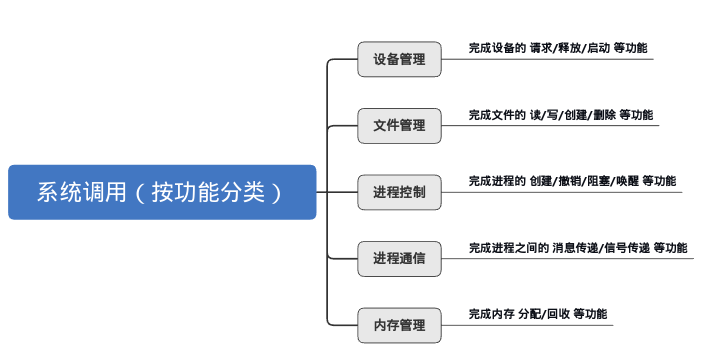 系统调用（按功能分类）
设备管理
完成设备的 请求/释放/启动 等功能
文件管理
完成文件的 读/写/创建/删除 等功能
进程控制
完成进程的 创建/撤销/阻塞/唤醒 等功能
进程通信
完成进程之间的 消息传递/信号传递 等功能
内存管理
完成内存 分配/回收 等功能